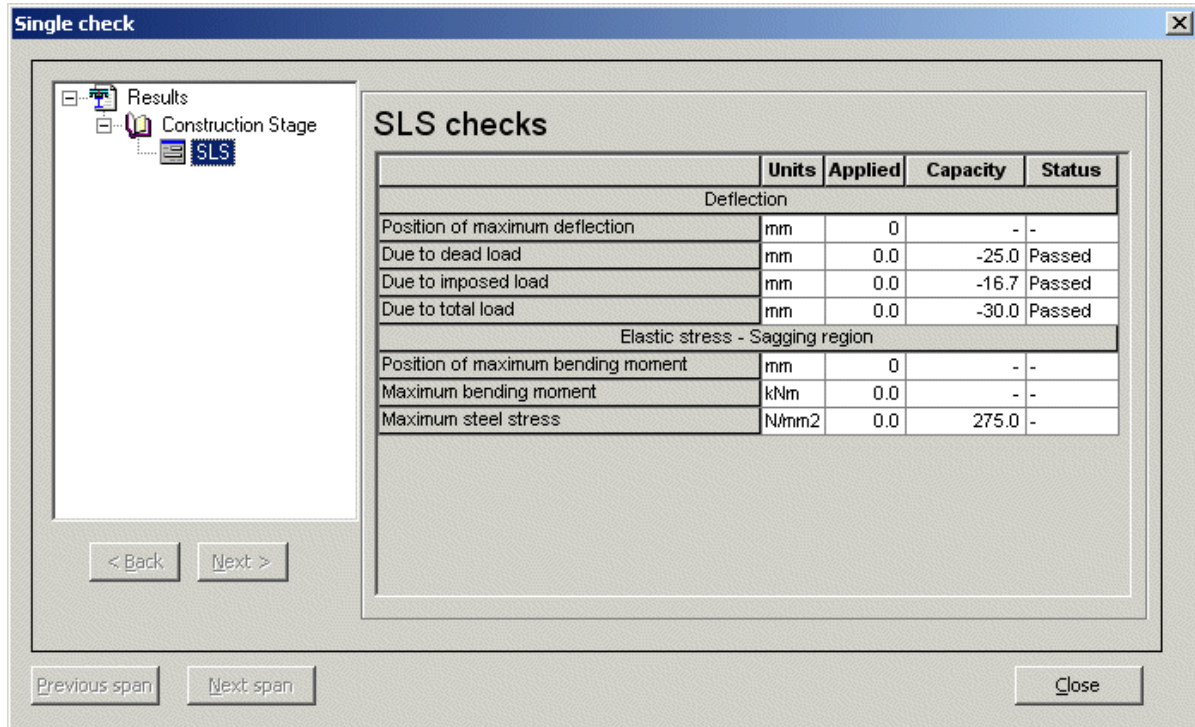 Single check
Results
Construction Stage
SLS
SLS checks
Units Applied Capacity Status
Deflection
Position of maximum deflection mm 0 - -
Due to dead load mm 0.0 -25.0 Passed
Due to imposed load mm 0.0 -16.7 Passed
Due to total load mm 0.0 -30.0 Passed
Elastic stress - Sagging region
Position of maximum bending moment mm 0 - -
Maximum bending moment kNm 0.0 - -
Maximum steel stress N/mm2 0.0 275.0 -
< Back Next >
Previous span Next span Close